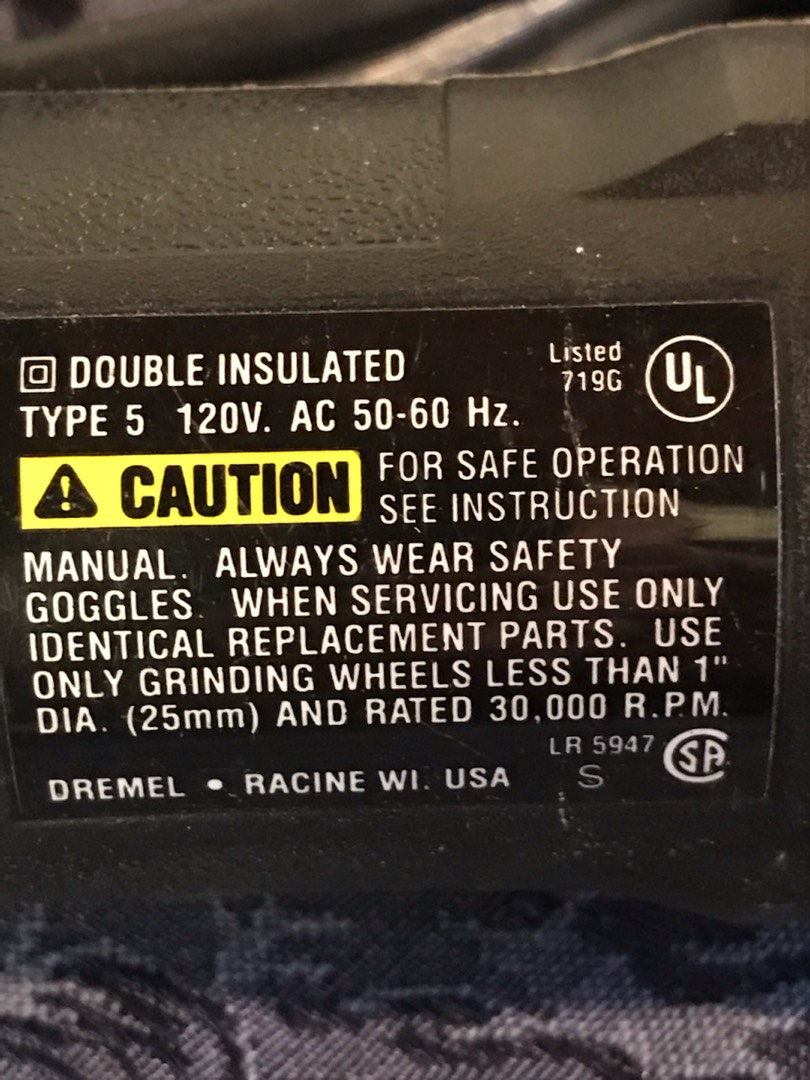 DOUBLE INSULATED
Listed
719G
UL
TYPE 5 120V. AC 50-60 Hz.
CAUTION FOR SAFE OPERATION
SEE INSTRUCTION
MANUAL. ALWAYS WEAR SAFETY
GOGGLES. WHEN SERVICING USE ONLY
IDENTICAL REPLACEMENT PARTS. USE
ONLY GRINDING WHEELS LESS THAN 1"
DIA. (25mm) AND RATED 30,000 R.P.M.
LR 5947 SA
DREMEL • RACINE WI. USA S